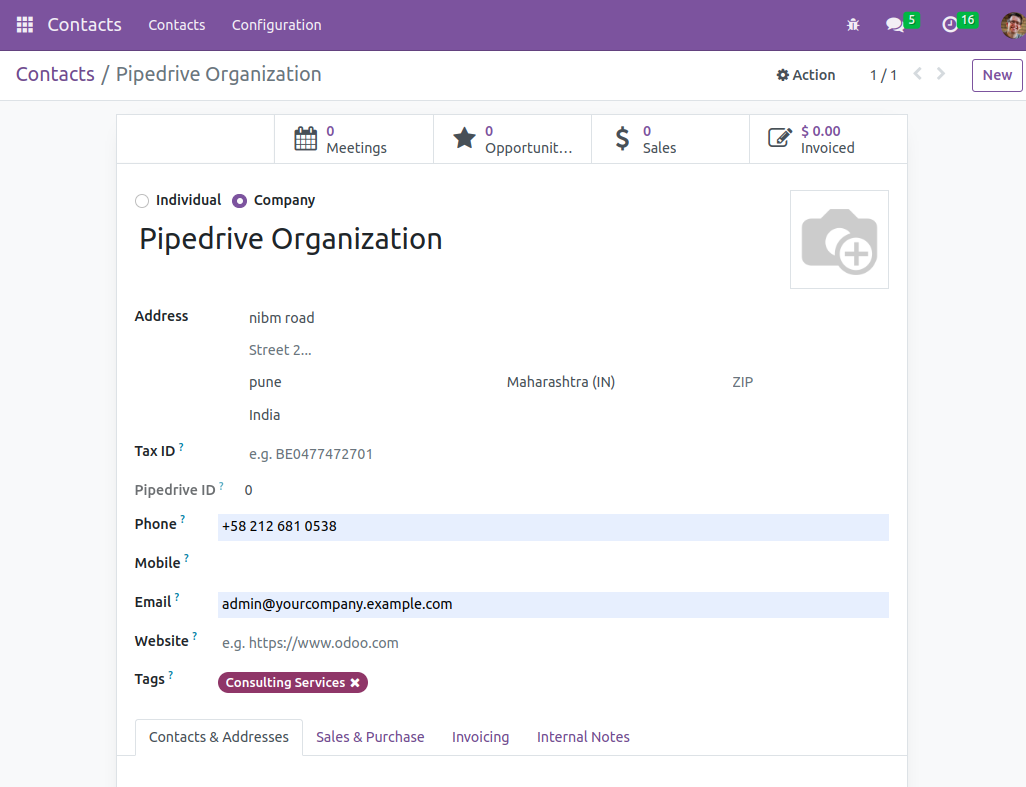 Contacts Contacts Configuration 5 16
Contacts / Pipedrive Organization Action 1 / 1 New
0 Meetings
0 Opportunit...
0 Sales
$ 0.00 Invoiced
Individual Company
Pipedrive Organization
Address nibm road
Street 2...
pune Maharashtra (IN) ZIP
India
Tax ID ? e.g. BE0477472701
Pipedrive ID ? 0
Phone ? +58 212 681 0538
Mobile ?
Email ? admin@yourcompany.example.com
Website ? e.g. https://www.odoo.com
Tags ? Consulting Services ✖
Contacts & Addresses Sales & Purchase Invoicing Internal Notes